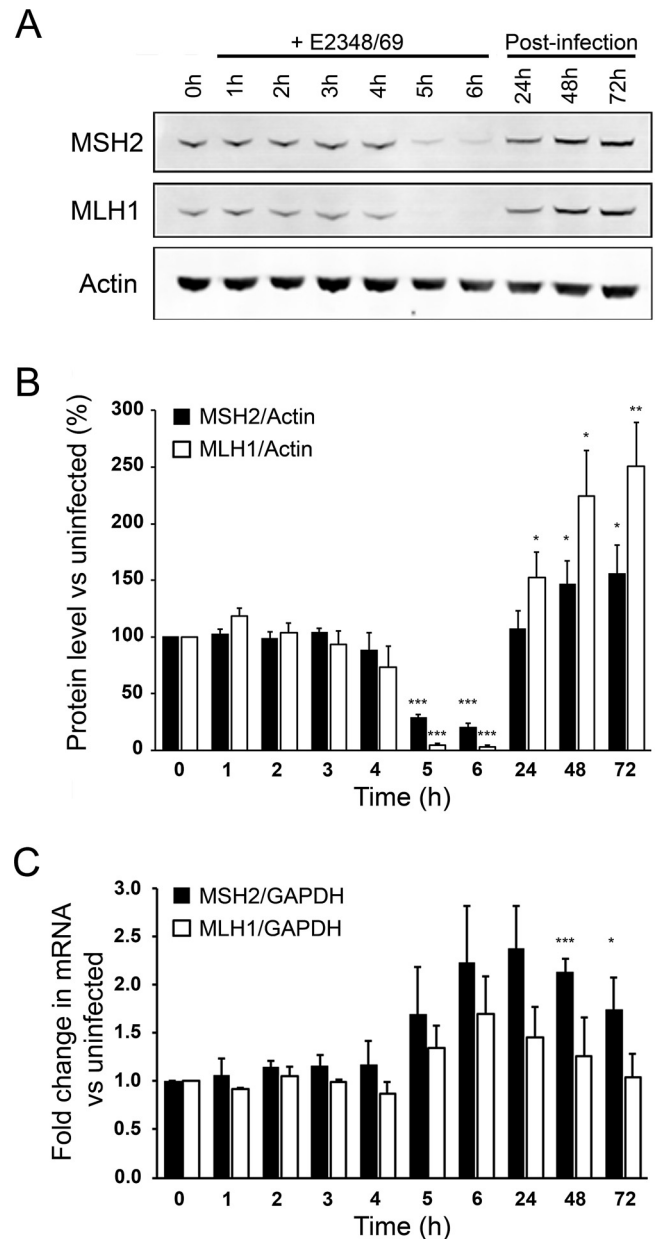 A
+ E2348/69
Post-infection
0h 1h 2h 3h 4h 5h 6h 24h 48h 72h
MSH2
MLH1
Actin
B
Protein level vs uninfected (%)
300
250
200
150
100
50
0
MSH2/Actin
MLH1/Actin
*** *** *** *** * * * * **
0 1 2 3 4 5 6 24 48 72
Time (h)
C
Fold change in mRNA
vs uninfected
3.0
2.5
2.0
1.5
1.0
0.5
0.0
MSH2/GAPDH
MLH1/GAPDH
*** *
0 1 2 3 4 5 6 24 48 72
Time (h)